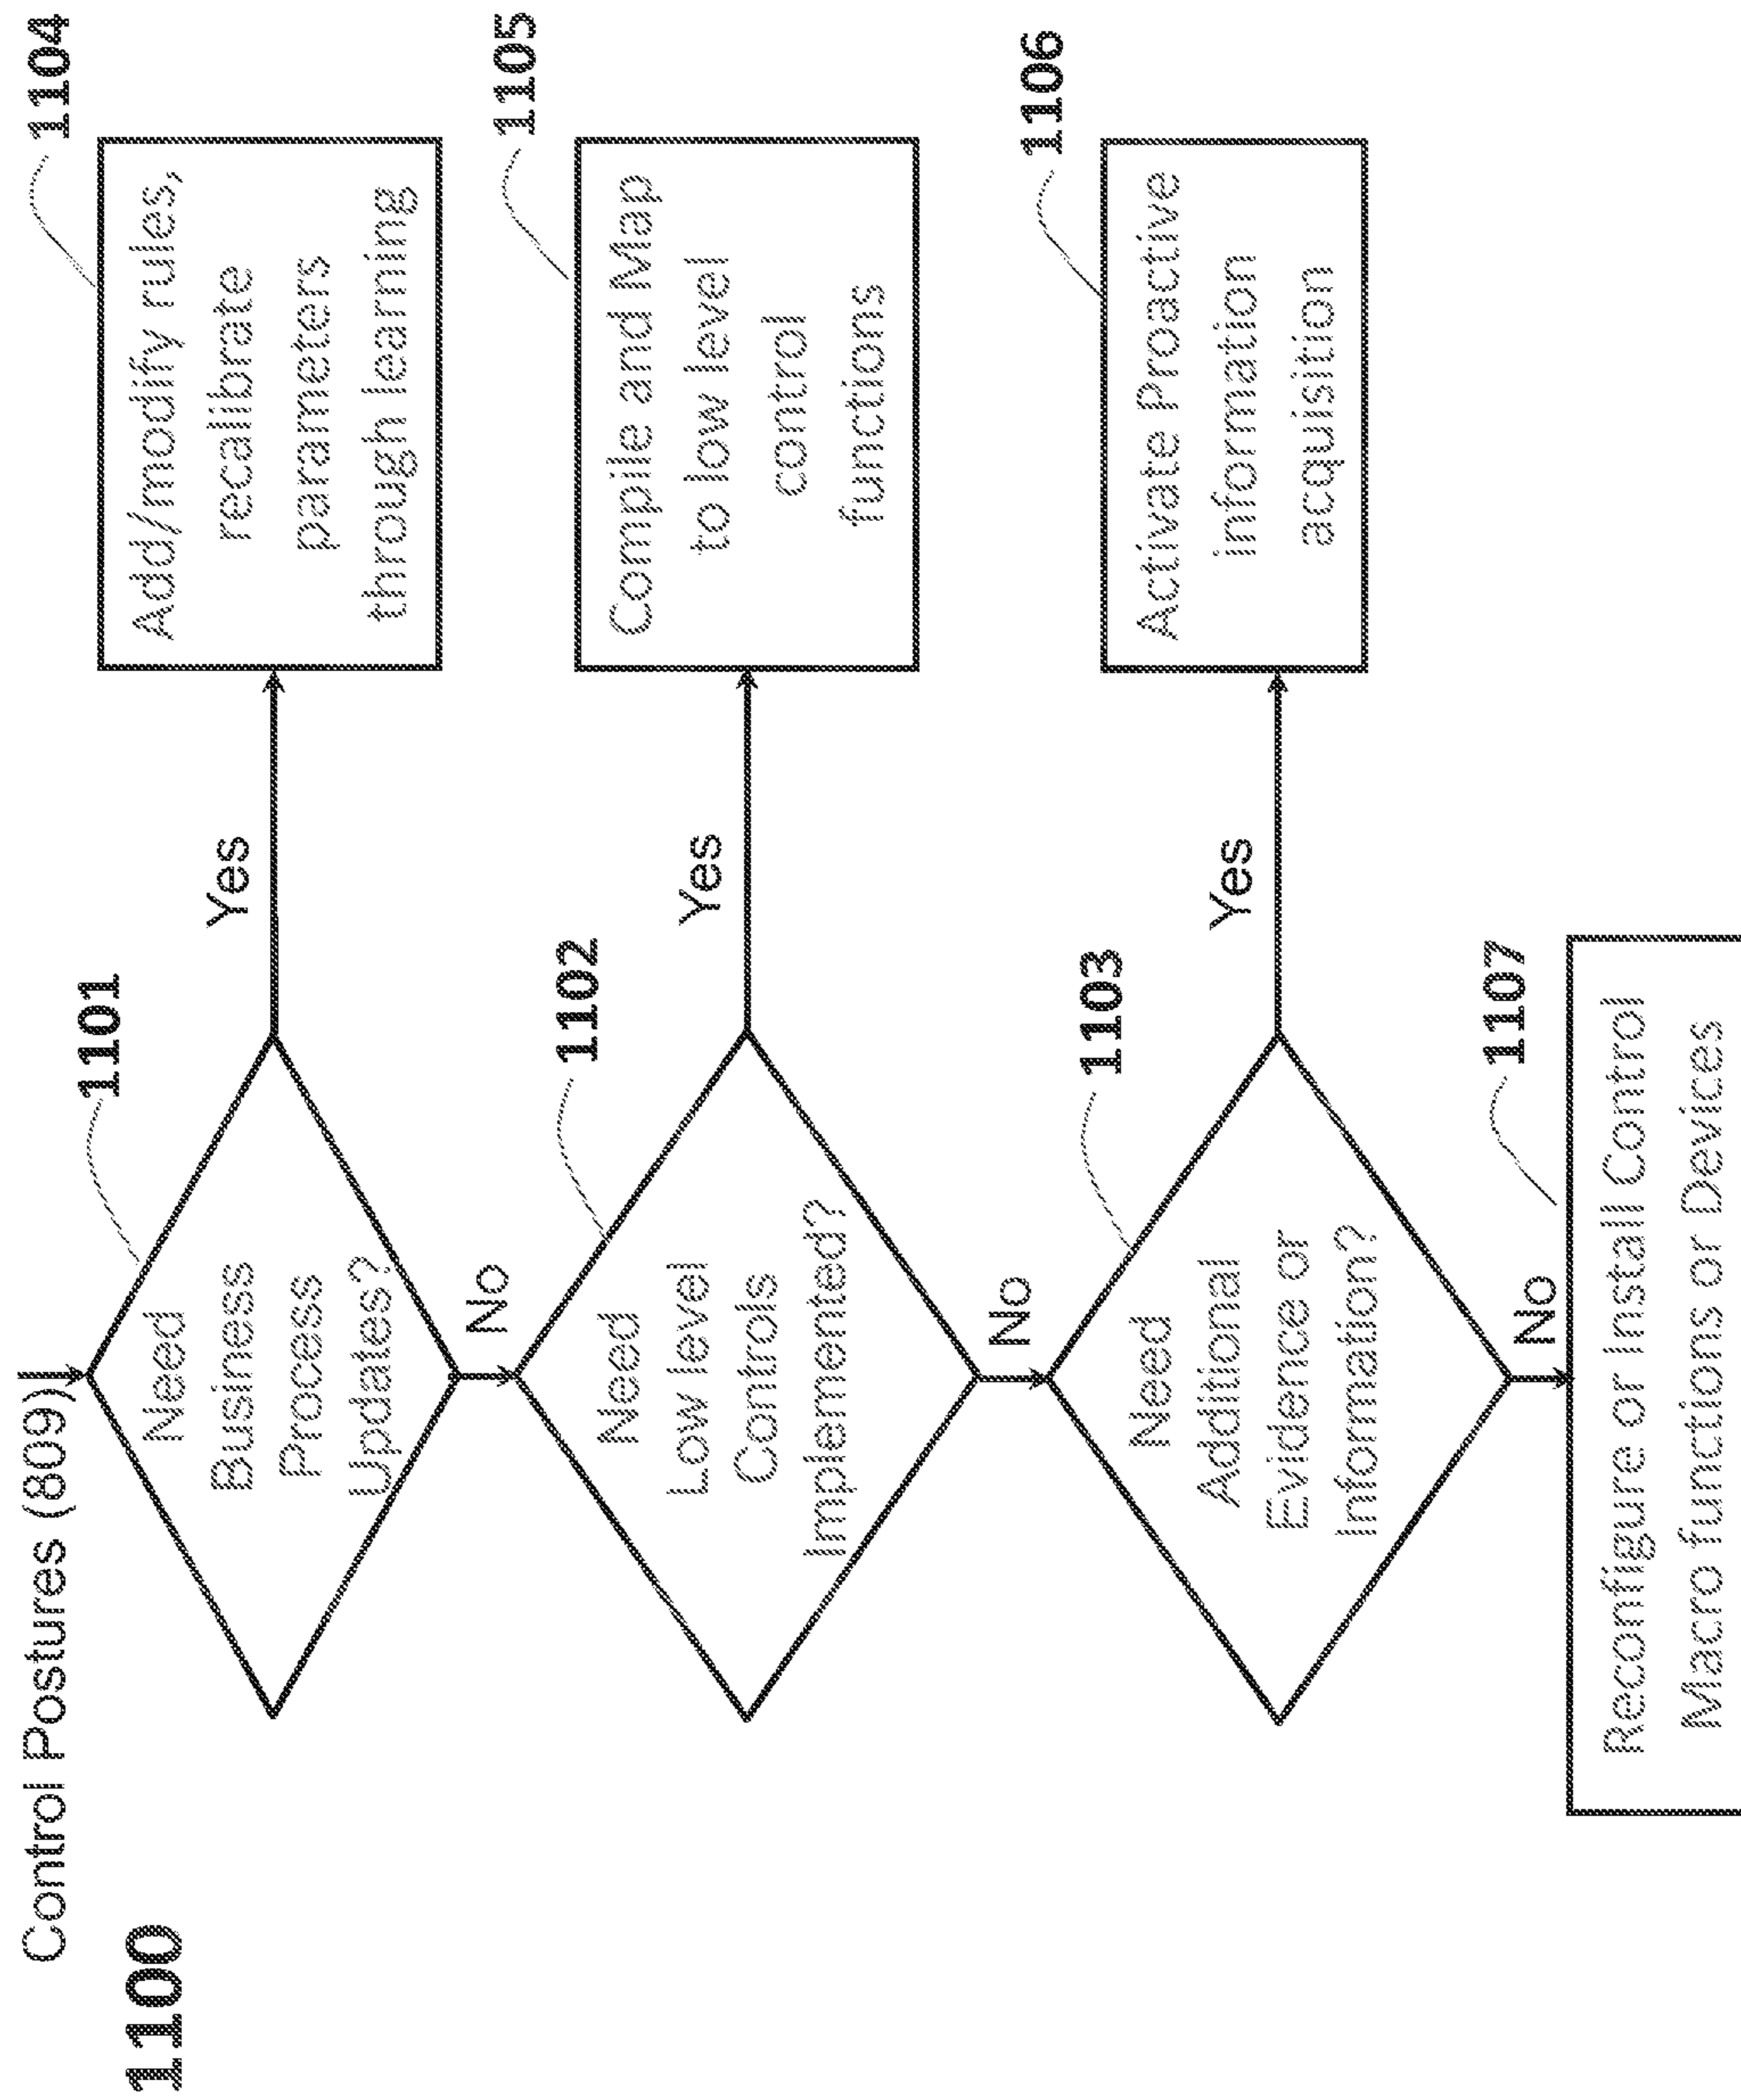 1100
Control Postures (809)
1101
Need
Business
Process
Updates?
Yes
1104
Add/modify rules,
recalibrate
parameters
through learning
No
1102
Need
Low level
Controls
Implemented?
Yes
1105
Compile and Map
to low level
control
functions
No
1103
Need
Additional
Evidence or
Information?
Yes
1106
Activate Proactive
information
acquisition
No
1107
Reconfigure or Install Control
Macro functions or Devices